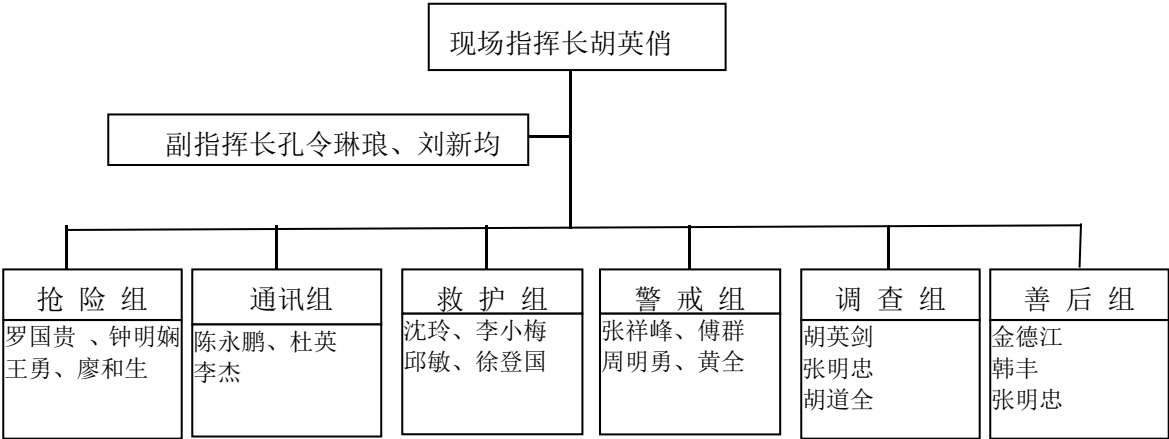 现场指挥长胡英俏
副指挥长孔令琳琅、刘新均
抢 险 组
罗国贵 、钟明娴
王勇、廖和生
通讯组
陈永鹏、杜英
李杰
救 护 组
沈玲、李小梅
邱敏、徐登国
警 戒 组
张祥峰、傅群
周明勇、黄全
调 查 组
胡英剑
张明忠
胡道全
善 后 组
金德江
韩丰
张明忠